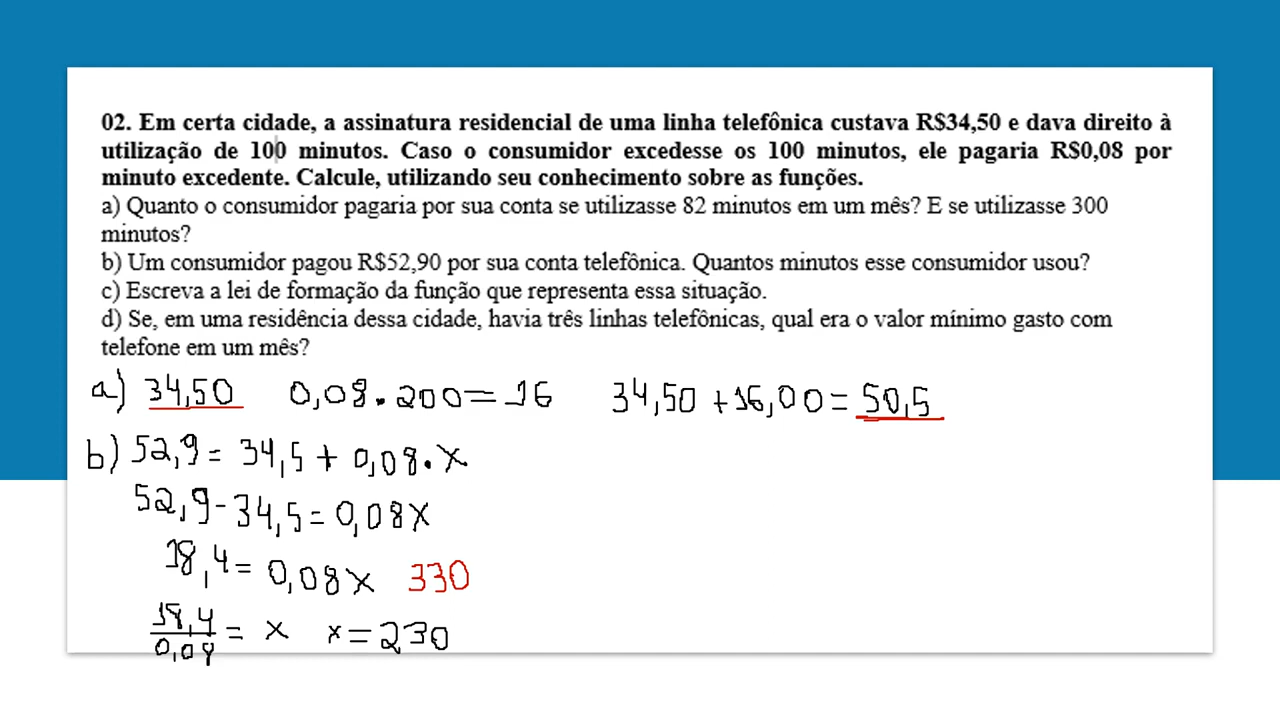 02. Em certa cidade, a assinatura residencial de uma linha telefônica custava R$34,50 e dava direito à
utilização de 100 minutos. Caso o consumidor excedesse os 100 minutos, ele pagaria R$0,08 por
minuto excedente. Calcule, utilizando seu conhecimento sobre as funções.
a) Quanto o consumidor pagaria por sua conta se utilizasse 82 minutos em um mês? E se utilizasse 300
minutos?
b) Um consumidor pagou R$52,90 por sua conta telefônica. Quantos minutos esse consumidor usou?
c) Escreva a lei de formação da função que representa essa situação.
d) Se, em uma residência dessa cidade, havia três linhas telefônicas, qual era o valor mínimo gasto com
telefone em um mês?
a) 34,50 0,08.200=16 34,50+16,00=50,5
b) 52,9=34,5+0,08.x
52,9-34,5=0,08x
18,4=0,08x 330
18,4/0,08=x x=230